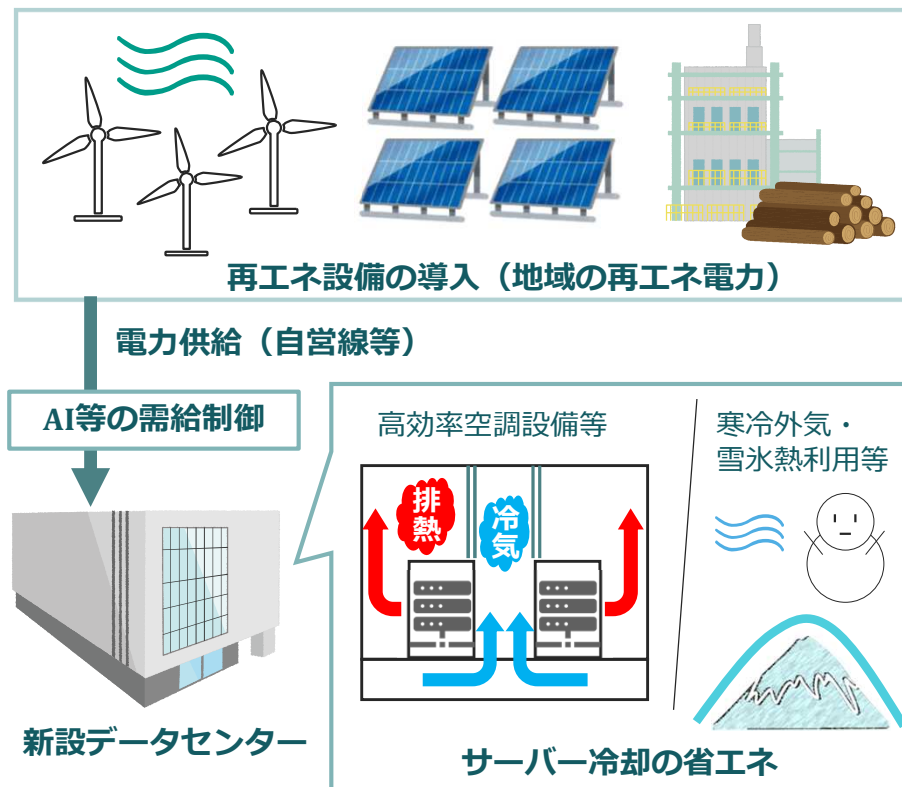 再エネ設備の導入（地域の再エネ電力）
電力供給（自営線等）
AI等の需給制御
新設データセンター
高効率空調設備等
排熱
冷気
寒冷外気・
雪氷熱利用等
サーバー冷却の省エネ